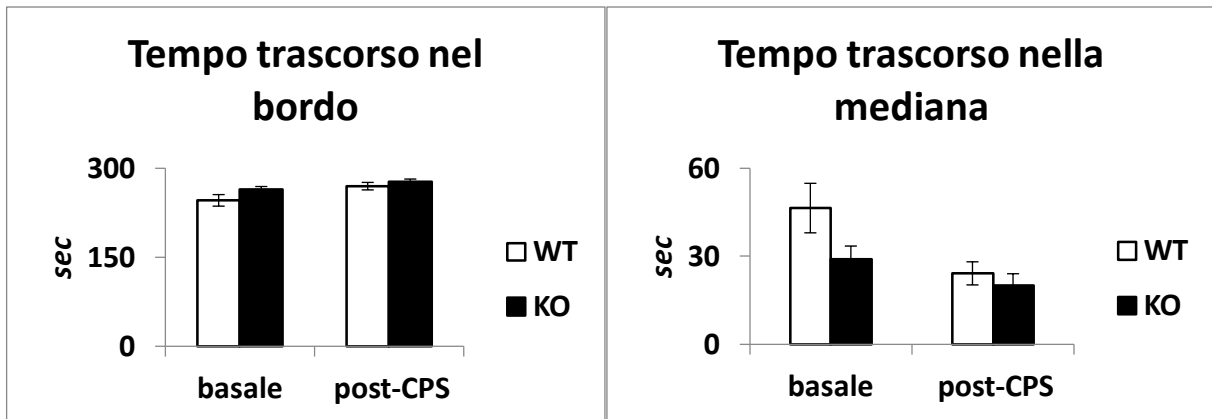 Tempo trascorso nel
bordo
300
150
0
sec
basale
post-CPS
WT
KO
Tempo trascorso nella
mediana
60
30
0
sec
basale
post-CPS
WT
KO